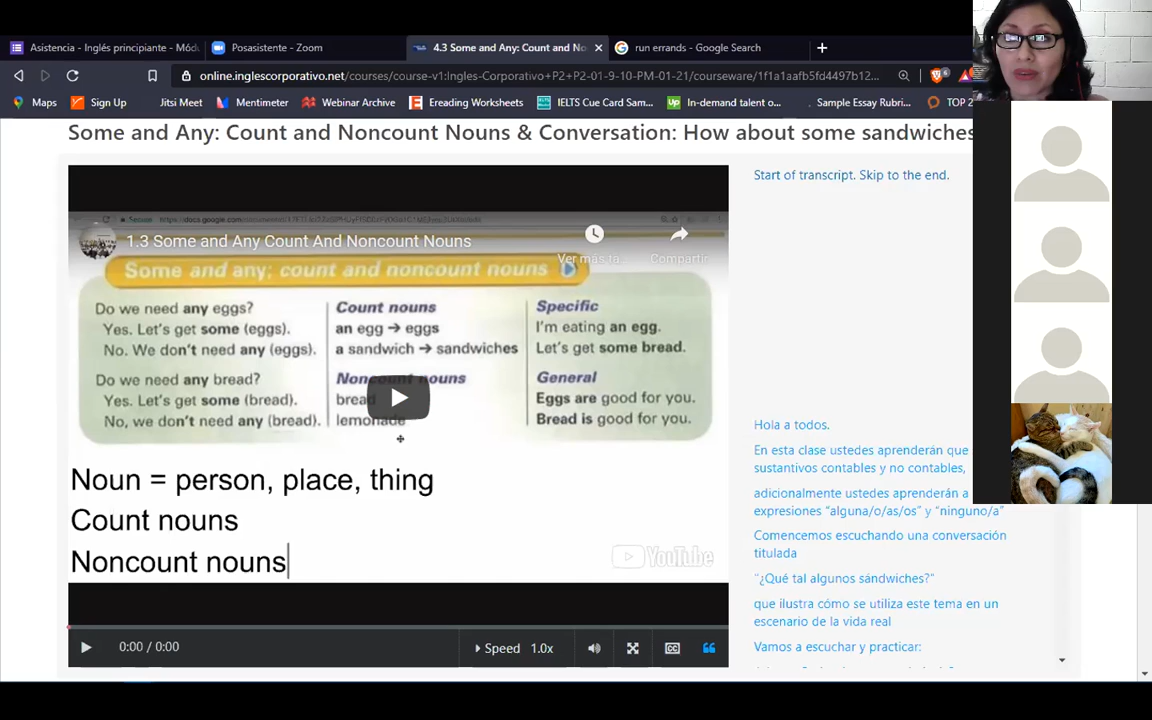 Asistencia - Inglés principiante - Mód
Posasistente - Zoom
4.3 Some and Any: Count and No
run errands - Google Search
online.inglescorporativo.net/courses/course-v1:Ingles-Corporativo+P2+P2-01-9-10-PM-01-21/courseware/1f1a1aafb5fd4497b12...
6
Maps
Sign Up
Jitsi Meet
Mentimeter
Webinar Archive
Ereading Worksheets
IELTS Cue Card Sam...
In-demand talent o...
Sample Essay Rubri...
TOP 2
Some and Any: Count and Noncount Nouns & Conversation: How about some sandwiches
1.3 Some and Any Count And Noncount Nouns
Ver más ta...
Compartir
Some and any; count and noncount nouns
Do we need any eggs?
Yes. Let's get some (eggs).
No. We don't need any (eggs).
Do we need any bread?
Yes. Let's get some (bread).
No, we don't need any (bread).
Count nouns
an egg → eggs
a sandwich → sandwiches
Noncount nouns
bread
lemonade
Specific
I'm eating an egg.
Let's get some bread.
General
Eggs are good for you.
Bread is good for you.
Noun = person, place, thing
Count nouns
Noncount nouns
YouTube
0:00 / 0:00
Speed 1.0x
Start of transcript. Skip to the end.
Hola a todos.
En esta clase ustedes aprenderán que
sustantivos contables y no contables,
adicionalmente ustedes aprenderán a
expresiones "alguna/o/as/os" y "ninguno/a"
Comencemos escuchando una conversación
titulada
"¿Qué tal algunos sándwiches?"
que ilustra cómo se utiliza este tema en un
escenario de la vida real
Vamos a escuchar y practicar: